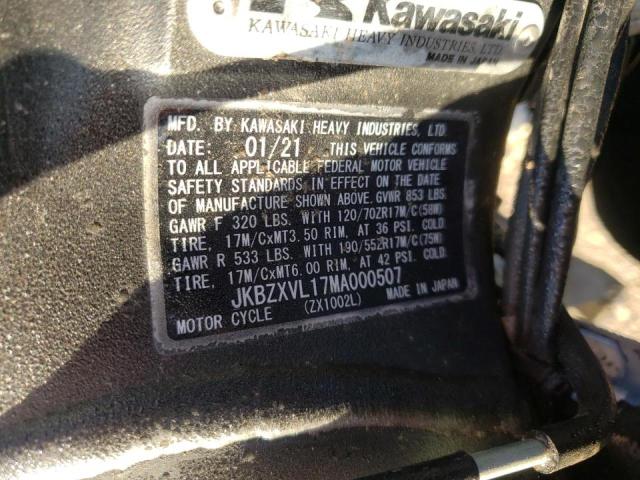 Kawasaki
KAWASAKI HEAVY INDUSTRIES, LTD.
MADE IN JAPAN
MFD. BY KAWASAKI HEAVY INDUSTRIES, LTD.
DATE: 01/21 THIS VEHICLE CONFORMS
TO ALL APPLICABLE FEDERAL MOTOR VEHICLE
SAFETY STANDARDS IN EFFECT ON THE DATE
OF MANUFACTURE SHOWN ABOVE. GVWR 853 LBS.
GAWR F 320 LBS. WITH 120/70ZR17M/C(58W)
TIRE, 17M/CxMT3.50 RIM, AT 36 PSI. COLD.
GAWR R 533 LBS. WITH 190/55ZR17M/C(75W)
TIRE, 17M/CxMT6.00 RIM, AT 42 PSI. COLD.
JKBZXVL17MA000507
MOTOR CYCLE (ZX1002L) MADE IN JAPAN